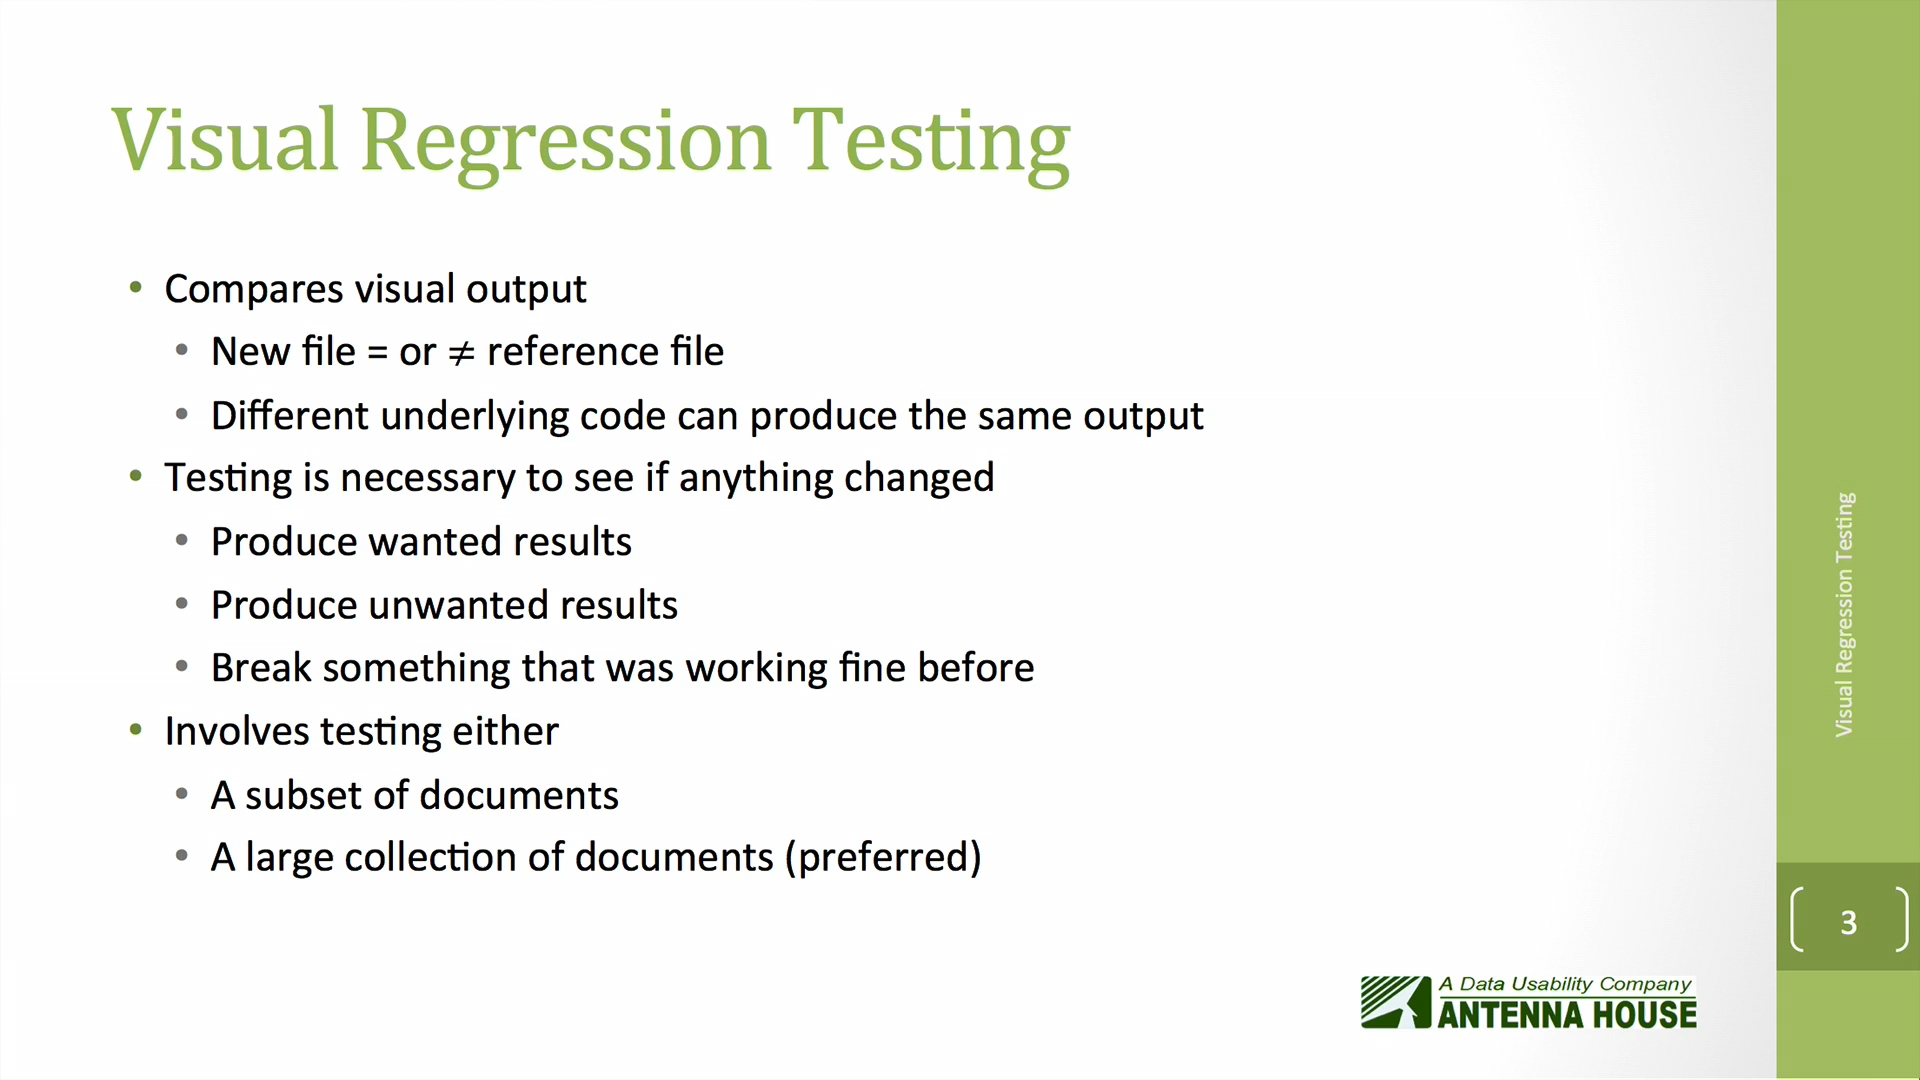 Visual Regression Testing
• Compares visual output
• New file = or ≠ reference file
• Different underlying code can produce the same output
• Testing is necessary to see if anything changed
• Produce wanted results
• Produce unwanted results
• Break something that was working fine before
• Involves testing either
• A subset of documents
• A large collection of documents (preferred)
Visual Regression Testing
3
A Data Usability Company
ANTENNA HOUSE